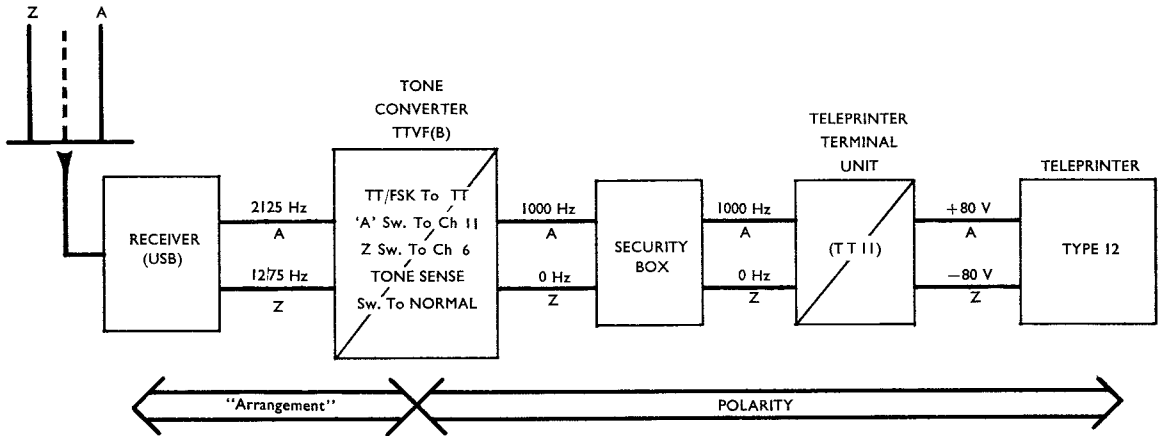 Z A
TONE
CONVERTER
TTVF(B)
TELEPRINTER
TERMINAL
UNIT
TELEPRINTER
RECEIVER
(USB)
2125 Hz
A
1275 Hz
Z
TT/FSK To TT
'A' Sw. To Ch 11
Z Sw. To Ch 6
TONE SENSE
Sw. To NORMAL
1000 Hz
A
0 Hz
Z
SECURITY
BOX
1000 Hz
A
0 Hz
Z
(TT11)
+80 V
A
−80 V
Z
TYPE 12
"Arrangement"
POLARITY